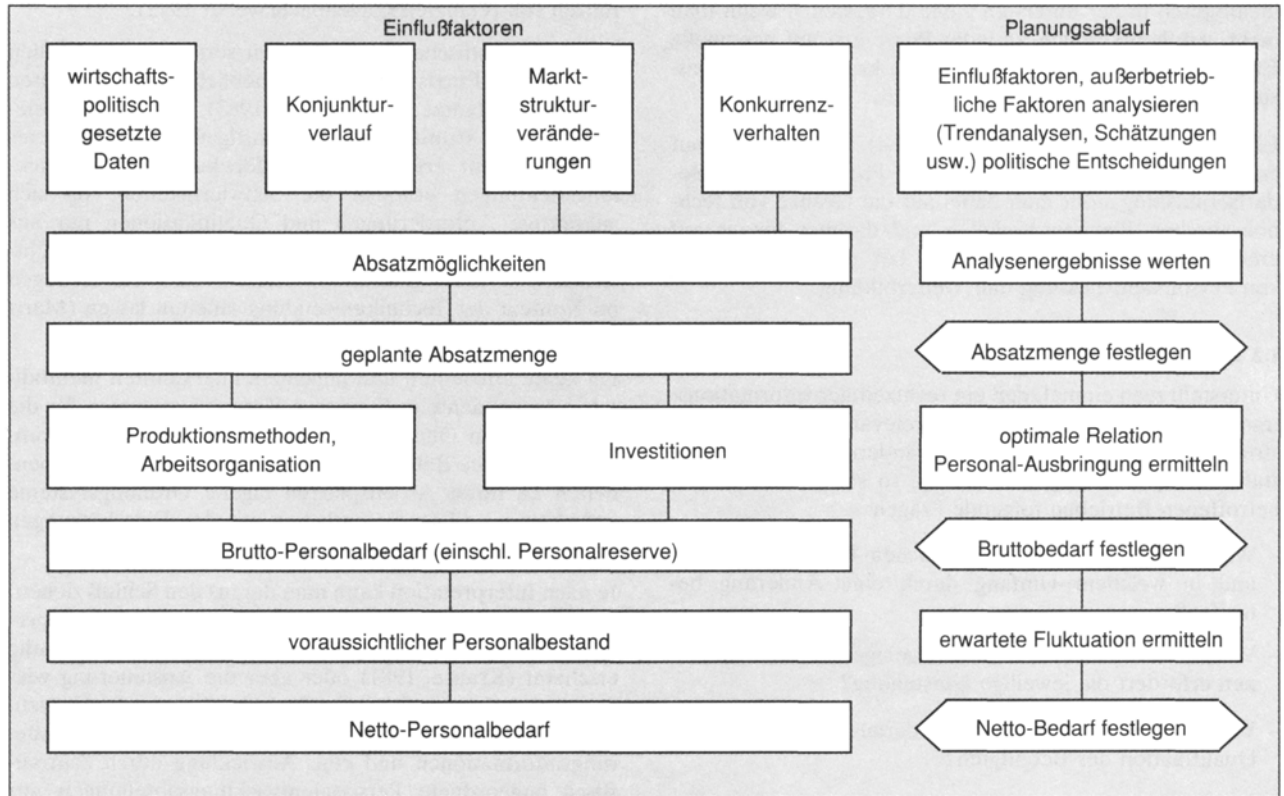 Einflußfaktoren
wirtschafts-
politisch
gesetzte
Daten
Konjunktur-
verlauf
Markt-
struktur-
verände-
rungen
Konkurrenz-
verhalten
Absatzmöglichkeiten
geplante Absatzmenge
Produktionsmethoden,
Arbeitsorganisation
Investitionen
Brutto-Personalbedarf (einschl. Personalreserve)
voraussichtlicher Personalbestand
Netto-Personalbedarf
Planungsablauf
Einflußfaktoren, außerbetrieb-
liche Faktoren analysieren
(Trendanalysen, Schätzungen
usw.) politische Entscheidungen
Analysenergebnisse werten
Absatzmenge festlegen
optimale Relation
Personal-Ausbringung ermitteln
Bruttobedarf festlegen
erwartete Fluktuation ermitteln
Netto-Bedarf festlegen